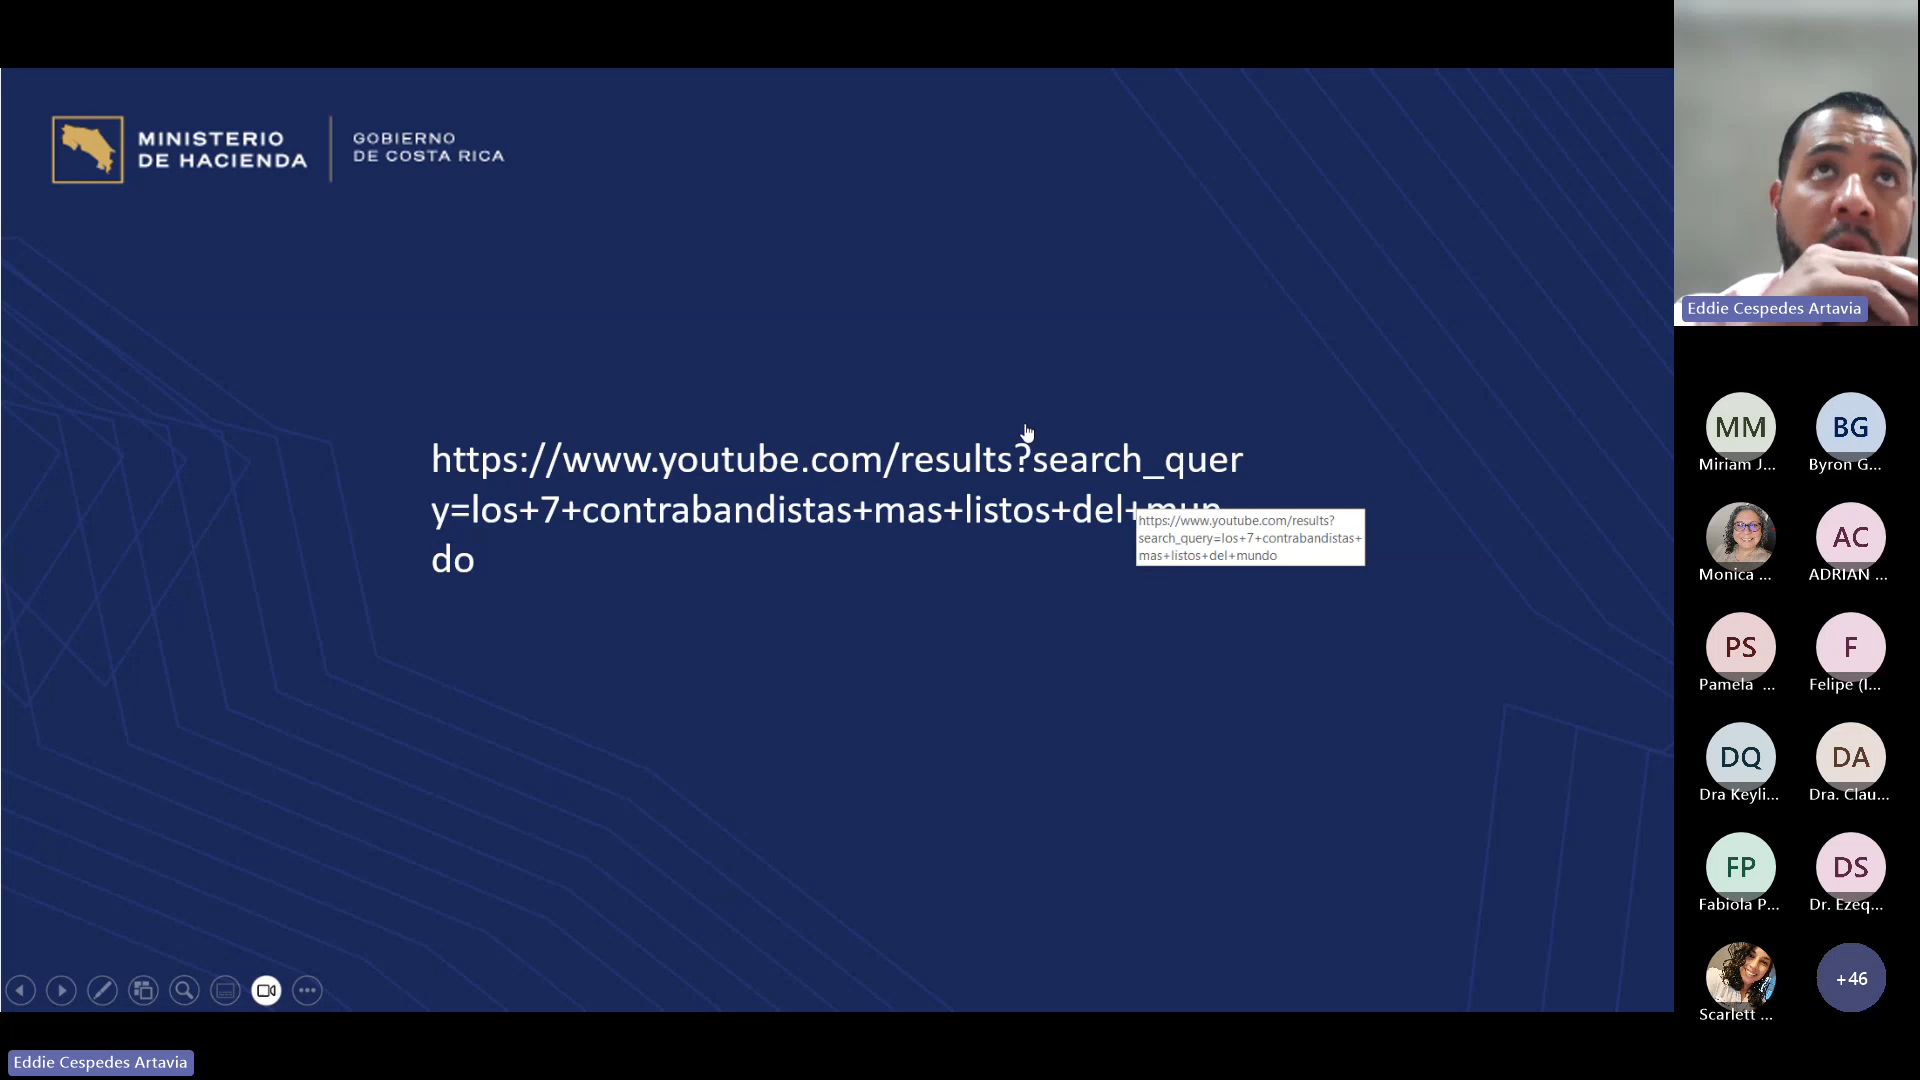 MINISTERIO
DE HACIENDA
GOBIERNO
DE COSTA RICA
https://www.youtube.com/results?search_quer
y=los+7+contrabandistas+mas+listos+del+mun
do
https://www.youtube.com/results?
search_query=los+7+contrabandistas+
mas+listos+del+mundo
Eddie Cespedes Artavia
MM
Miriam J...
BG
Byron G...
Monica ...
AC
ADRIAN ...
PS
Pamela ...
F
Felipe (I...
DQ
Dra Keyli...
DA
Dra. Clau...
FP
Fabiola P...
DS
Dr. Ezeq...
Scarlett ...
+46
Eddie Cespedes Artavia